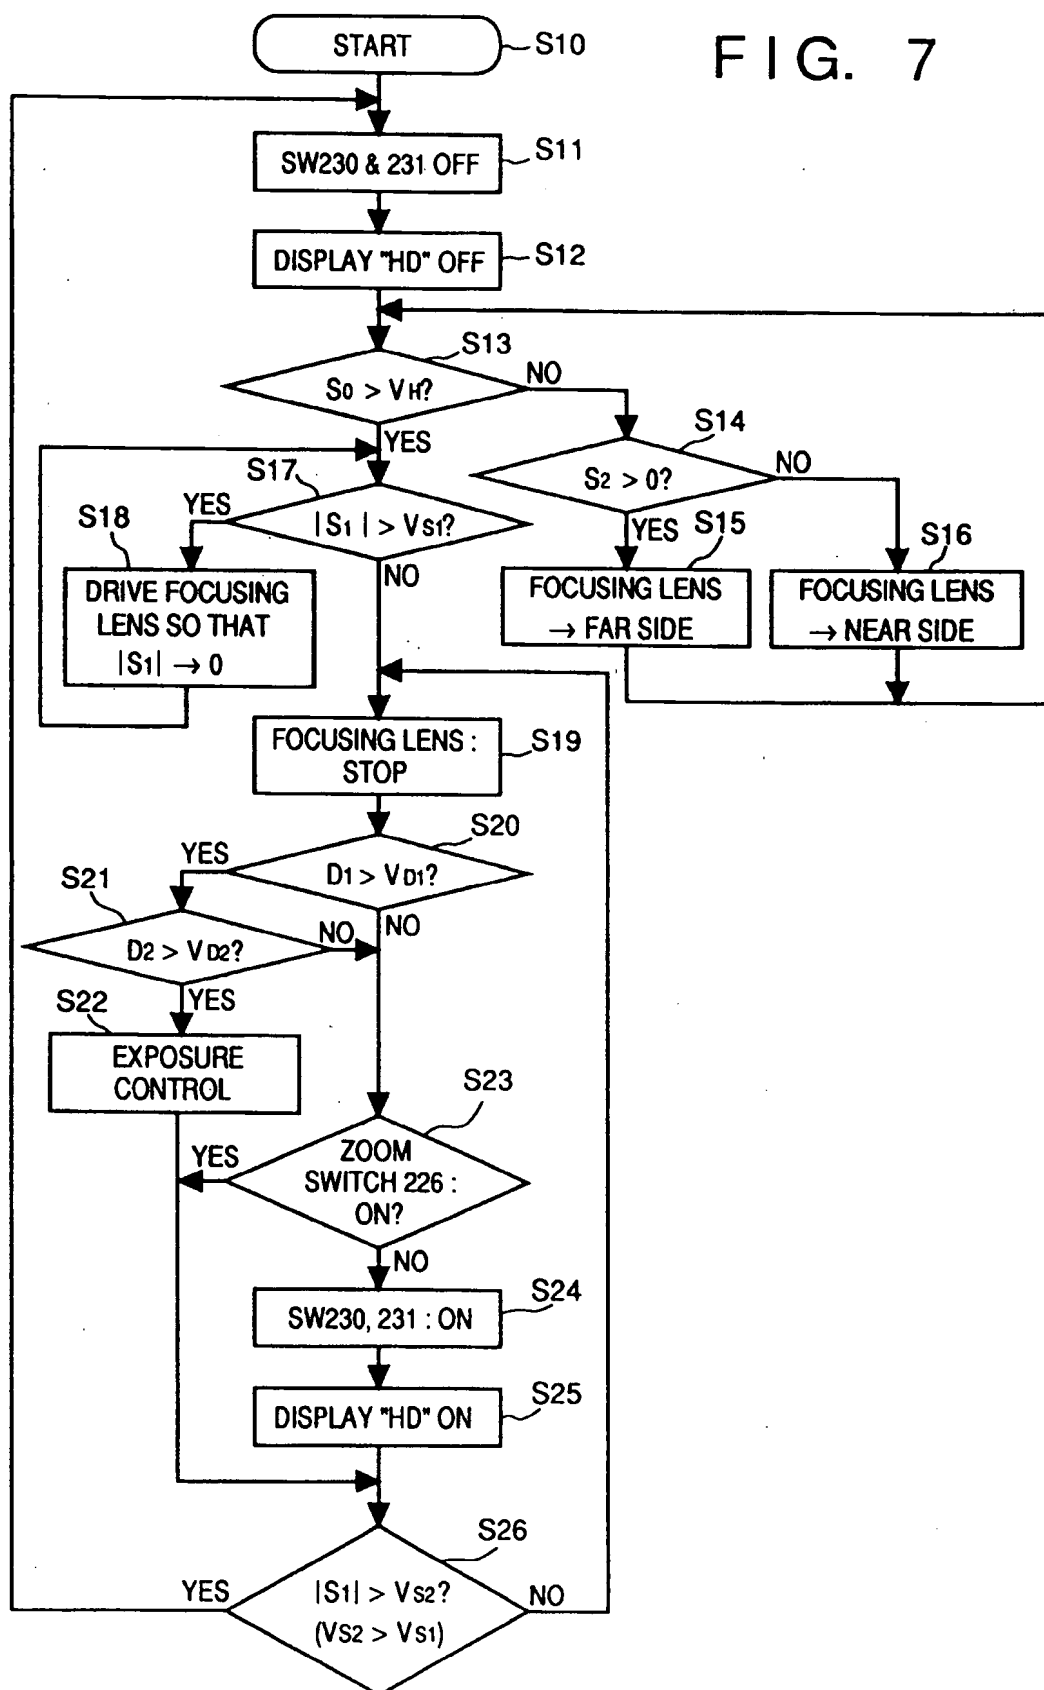 FIG. 7
START
S10
SW230 & 231 OFF
S11
DISPLAY "HD" OFF
S12
S13
S0 > VH?
NO
YES
S14
S2 > 0?
NO
YES
S15
FOCUSING LENS
→ FAR SIDE
S16
FOCUSING LENS
→ NEAR SIDE
S17
|S1| > VS1?
YES
NO
S18
DRIVE FOCUSING
LENS SO THAT
|S1| → 0
FOCUSING LENS :
STOP
S19
S20
D1 > VD1?
YES
NO
S21
D2 > VD2?
NO
YES
S22
EXPOSURE
CONTROL
S23
ZOOM
SWITCH 226 :
ON?
YES
NO
S24
SW230, 231 : ON
S25
DISPLAY "HD" ON
S26
|S1| > VS2?
(VS2 > VS1)
YES
NO